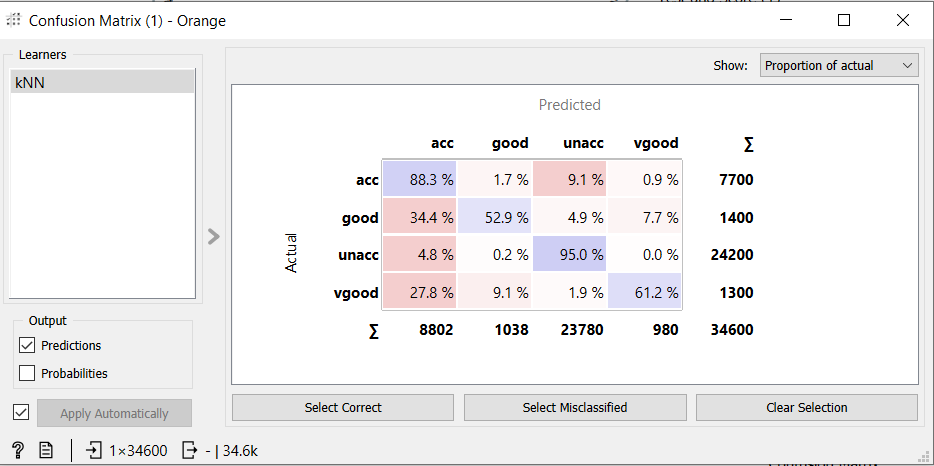 Confusion Matrix (1) - Orange
Learners
kNN
Show: Proportion of actual
Predicted
acc good unacc vgood ∑
acc 88.3 % 1.7 % 9.1 % 0.9 % 7700
good 34.4 % 52.9 % 4.9 % 7.7 % 1400
unacc 4.8 % 0.2 % 95.0 % 0.0 % 24200
vgood 27.8 % 9.1 % 1.9 % 61.2 % 1300
∑ 8802 1038 23780 980 34600
Actual
Output
Predictions
Probabilities
Apply Automatically
Select Correct Select Misclassified Clear Selection
? 1×34600 - | 34.6k